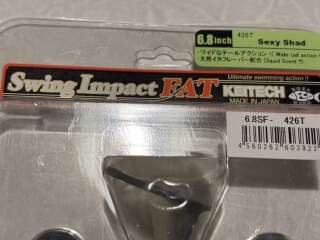 6.8inch
426T
Sexy Shad
・ワイルドなテールアクション!( Wide tail action !
・天然イカフレーバー配合 (Squid Scent !)
Ultimate swimming action !!
Swing Impact FAT
KEITECH
MADE IN JAPAN
6.8SF- 426T
4560262603822